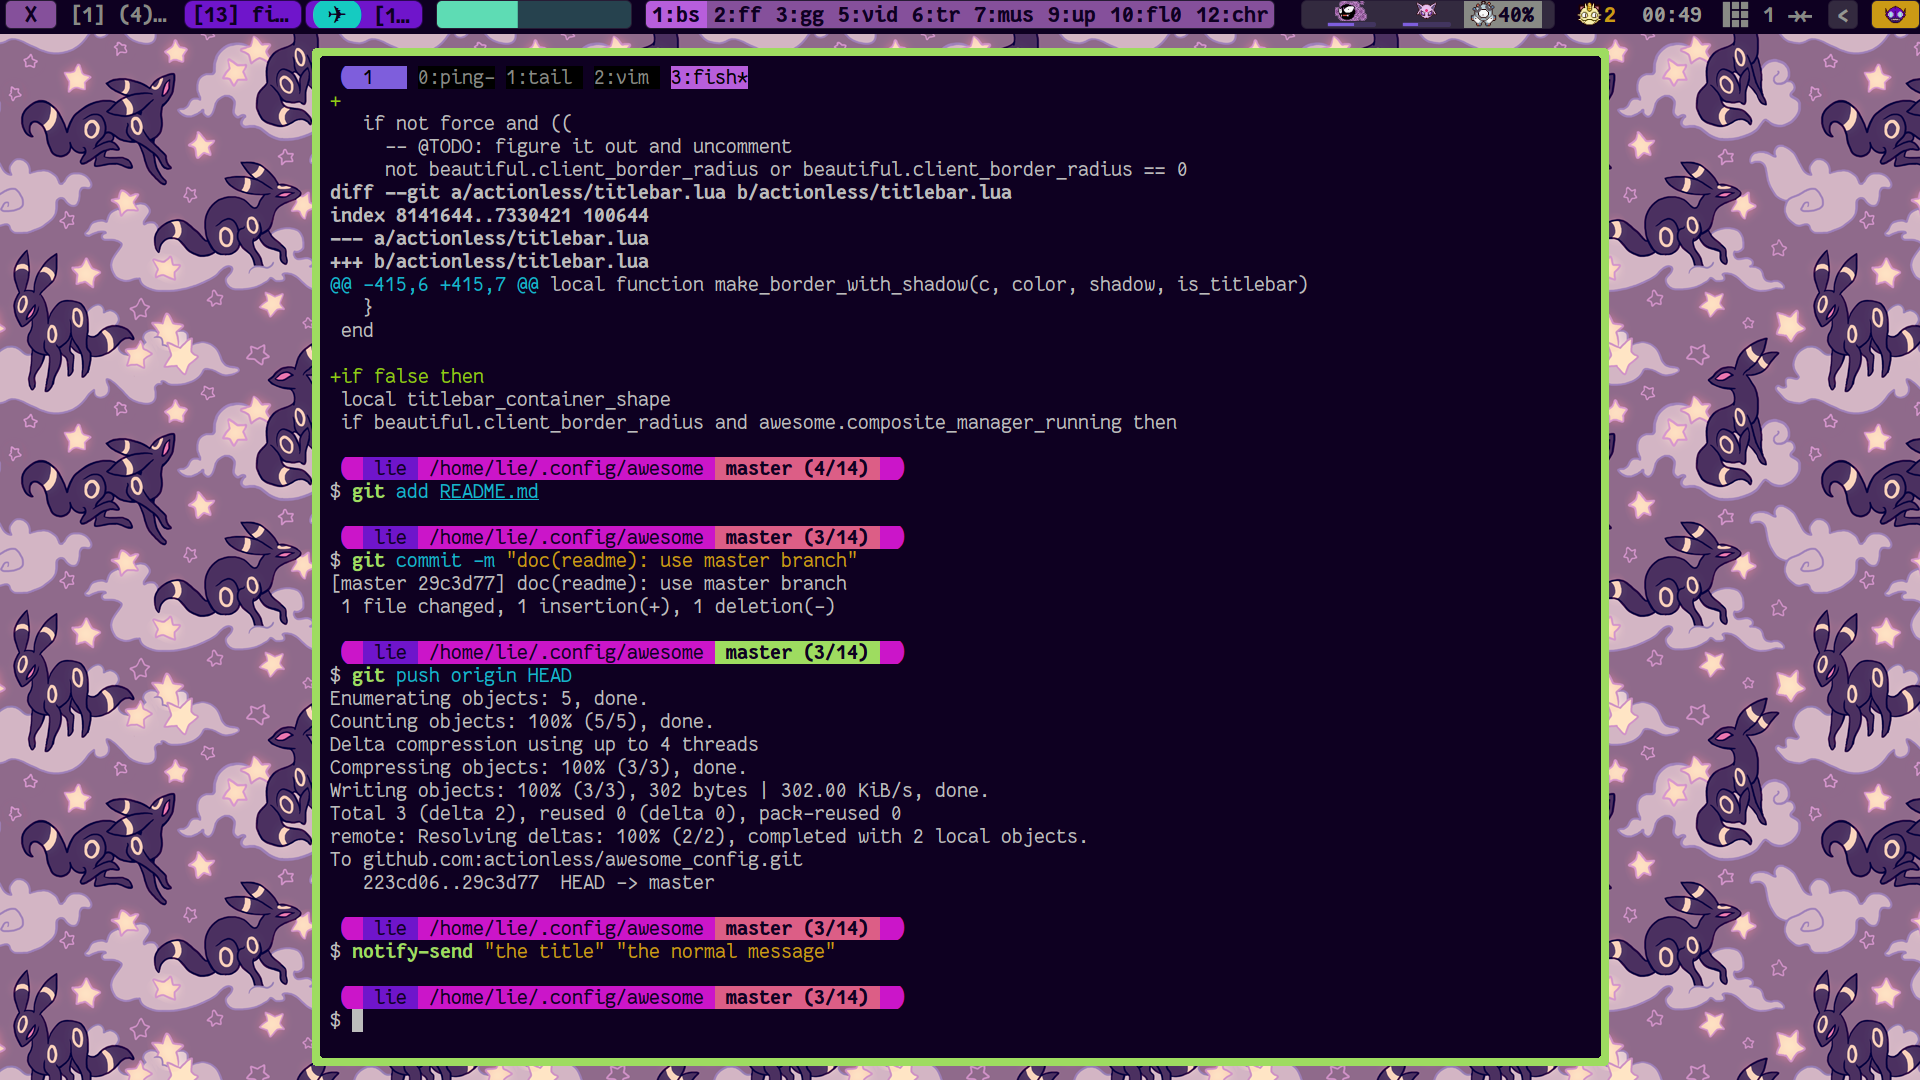 X [1] (4)… [13] fi… [1… 1:bs 2:ff 3:gg 5:vid 6:tr 7:mus 9:up 10:fl0 12:chr 40% 2 00:49 1 <
1 0:ping- 1:tail 2:vim 3:fish*
+
if not force and ((
-- @TODO: figure it out and uncomment
not beautiful.client_border_radius or beautiful.client_border_radius == 0
diff --git a/actionless/titlebar.lua b/actionless/titlebar.lua
index 8141644..7330421 100644
--- a/actionless/titlebar.lua
+++ b/actionless/titlebar.lua
@@ -415,6 +415,7 @@ local function make_border_with_shadow(c, color, shadow, is_titlebar)
}
end
+if false then
local titlebar_container_shape
if beautiful.client_border_radius and awesome.composite_manager_running then
lie /home/lie/.config/awesome master (4/14)
$ git add README.md
lie /home/lie/.config/awesome master (3/14)
$ git commit -m "doc(readme): use master branch"
[master 29c3d77] doc(readme): use master branch
1 file changed, 1 insertion(+), 1 deletion(-)
lie /home/lie/.config/awesome master (3/14)
$ git push origin HEAD
Enumerating objects: 5, done.
Counting objects: 100% (5/5), done.
Delta compression using up to 4 threads
Compressing objects: 100% (3/3), done.
Writing objects: 100% (3/3), 302 bytes | 302.00 KiB/s, done.
Total 3 (delta 2), reused 0 (delta 0), pack-reused 0
remote: Resolving deltas: 100% (2/2), completed with 2 local objects.
To github.com:actionless/awesome_config.git
223cd06..29c3d77 HEAD -> master
lie /home/lie/.config/awesome master (3/14)
$ notify-send "the title" "the normal message"
lie /home/lie/.config/awesome master (3/14)
$